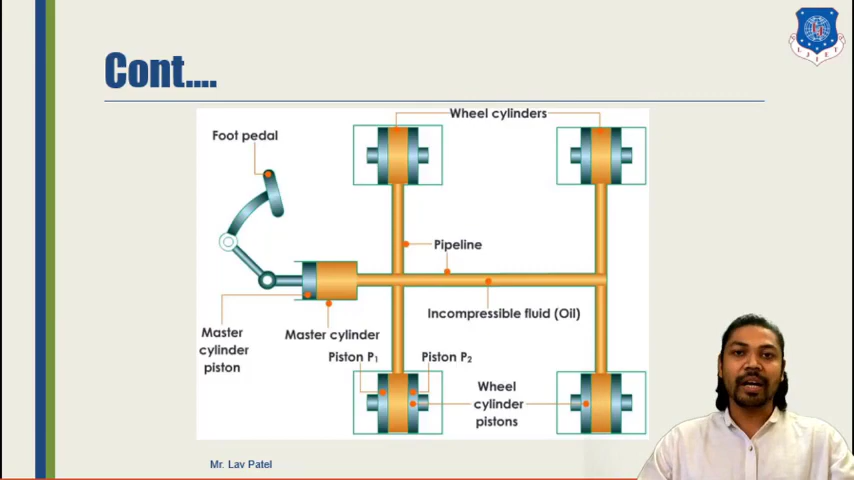 Cont....
Wheel cylinders
Foot pedal
Pipeline
Incompressible fluid (Oil)
Master
cylinder
piston
Master cylinder
Piston P₁
Piston P₂
Wheel
cylinder
pistons
Mr. Lav Patel
LJIET